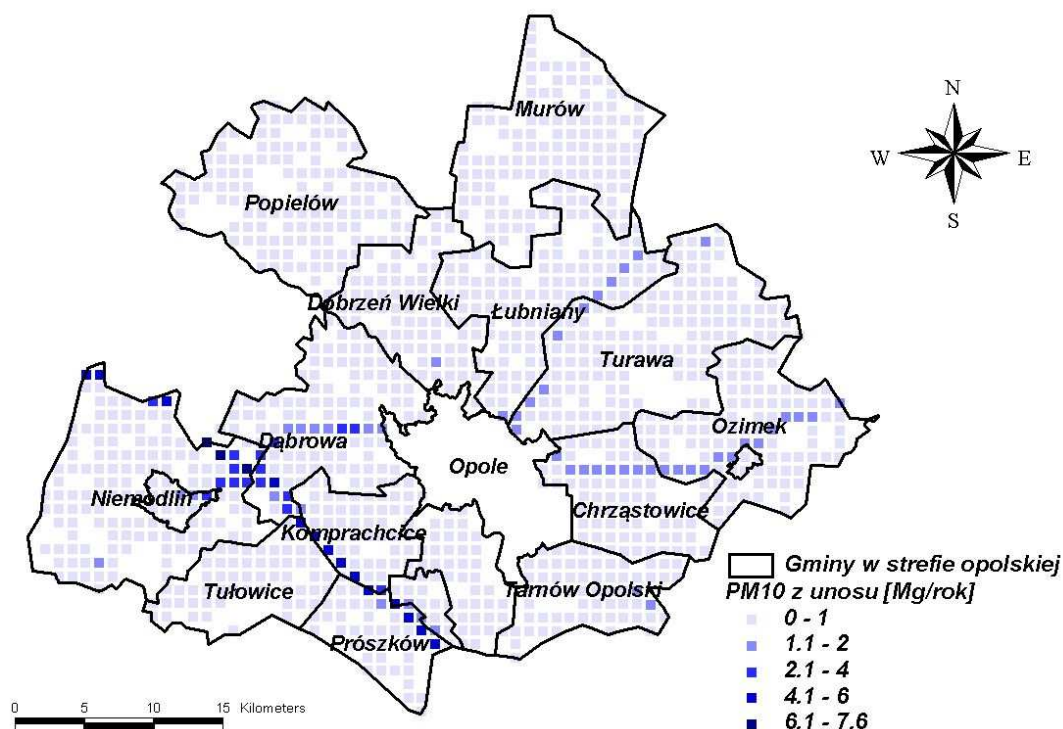 Murów
N
W E
S
Popielów
Dobrzeń Wielki
Łubniany
Turawa
Ozimek
Dąbrowa
Opole
Niemodlin
Chrząstowice
Komprachcice
Tułowice
Tarnów Opolski
Prószków
Gminy w strefie opolskiej
PM10 z unosu [Mg/rok]
0 - 1
1.1 - 2
2.1 - 4
4.1 - 6
6.1 - 7.6
0 5 10 15 Kilometers